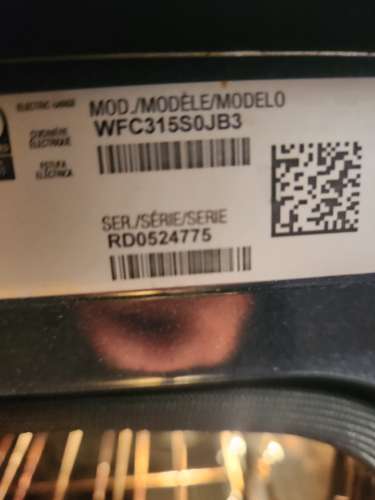 ELECTRIC RANGE
CUISINIÈRE
ÉLECTRIQUE
ESTUFA
ELÉCTRICA
MOD./MODÈLE/MODELO
WFC315S0JB3
SER./SÉRIE/SERIE
RD0524775